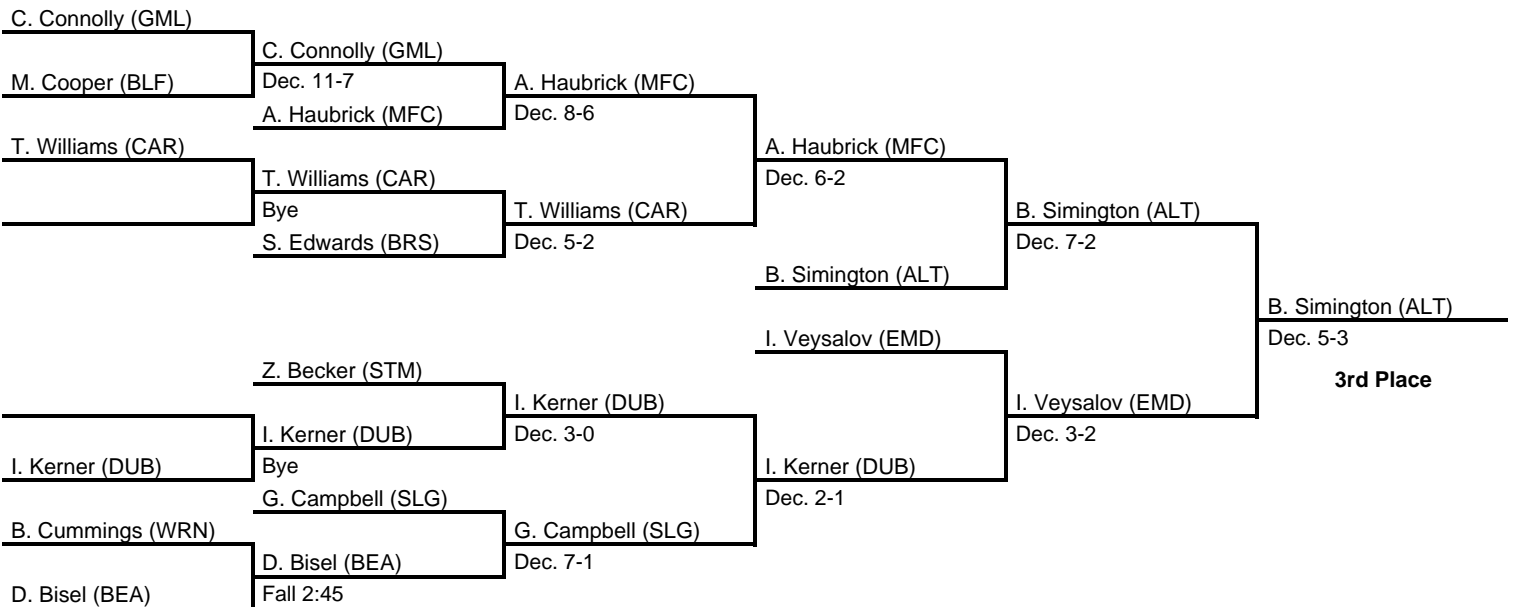 C. Connolly (GML)
C. Connolly (GML)
M. Cooper (BLF)
Dec. 11-7
A. Haubrick (MFC)
A. Haubrick (MFC)
Dec. 8-6
T. Williams (CAR)
A. Haubrick (MFC)
T. Williams (CAR)
Dec. 6-2
Bye
T. Williams (CAR)
B. Simington (ALT)
S. Edwards (BRS)
Dec. 5-2
Dec. 7-2
B. Simington (ALT)
B. Simington (ALT)
I. Veysalov (EMD)
Dec. 5-3
Z. Becker (STM)
3rd Place
I. Kerner (DUB)
I. Veysalov (EMD)
I. Kerner (DUB)
Dec. 3-0
Dec. 3-2
I. Kerner (DUB)
Bye
I. Kerner (DUB)
G. Campbell (SLG)
Dec. 2-1
B. Cummings (WRN)
G. Campbell (SLG)
D. Bisel (BEA)
Dec. 7-1
D. Bisel (BEA)
Fall 2:45